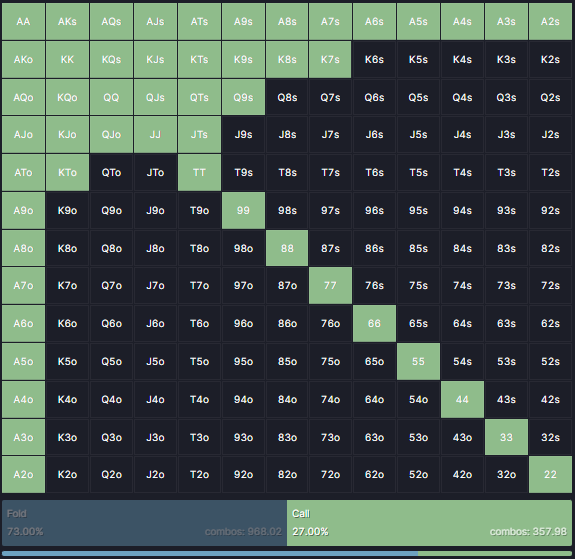 AA AKs AQs AJs ATs A9s A8s A7s A6s A5s A4s A3s A2s
AKo KK KQs KJs KTs K9s K8s K7s K6s K5s K4s K3s K2s
AQo KQo QQ QJs QTs Q9s Q8s Q7s Q6s Q5s Q4s Q3s Q2s
AJo KJo QJo JJ JTs J9s J8s J7s J6s J5s J4s J3s J2s
ATo KTo QTo JTo TT T9s T8s T7s T6s T5s T4s T3s T2s
A9o K9o Q9o J9o T9o 99 98s 97s 96s 95s 94s 93s 92s
A8o K8o Q8o J8o T8o 98o 88 87s 86s 85s 84s 83s 82s
A7o K7o Q7o J7o T7o 97o 87o 77 76s 75s 74s 73s 72s
A6o K6o Q6o J6o T6o 96o 86o 76o 66 65s 64s 63s 62s
A5o K5o Q5o J5o T5o 95o 85o 75o 65o 55 54s 53s 52s
A4o K4o Q4o J4o T4o 94o 84o 74o 64o 54o 44 43s 42s
A3o K3o Q3o J3o T3o 93o 83o 73o 63o 53o 43o 33 32s
A2o K2o Q2o J2o T2o 92o 82o 72o 62o 52o 42o 32o 22
Fold Call
73.00% combos: 968.02 27.00% combos: 357.98